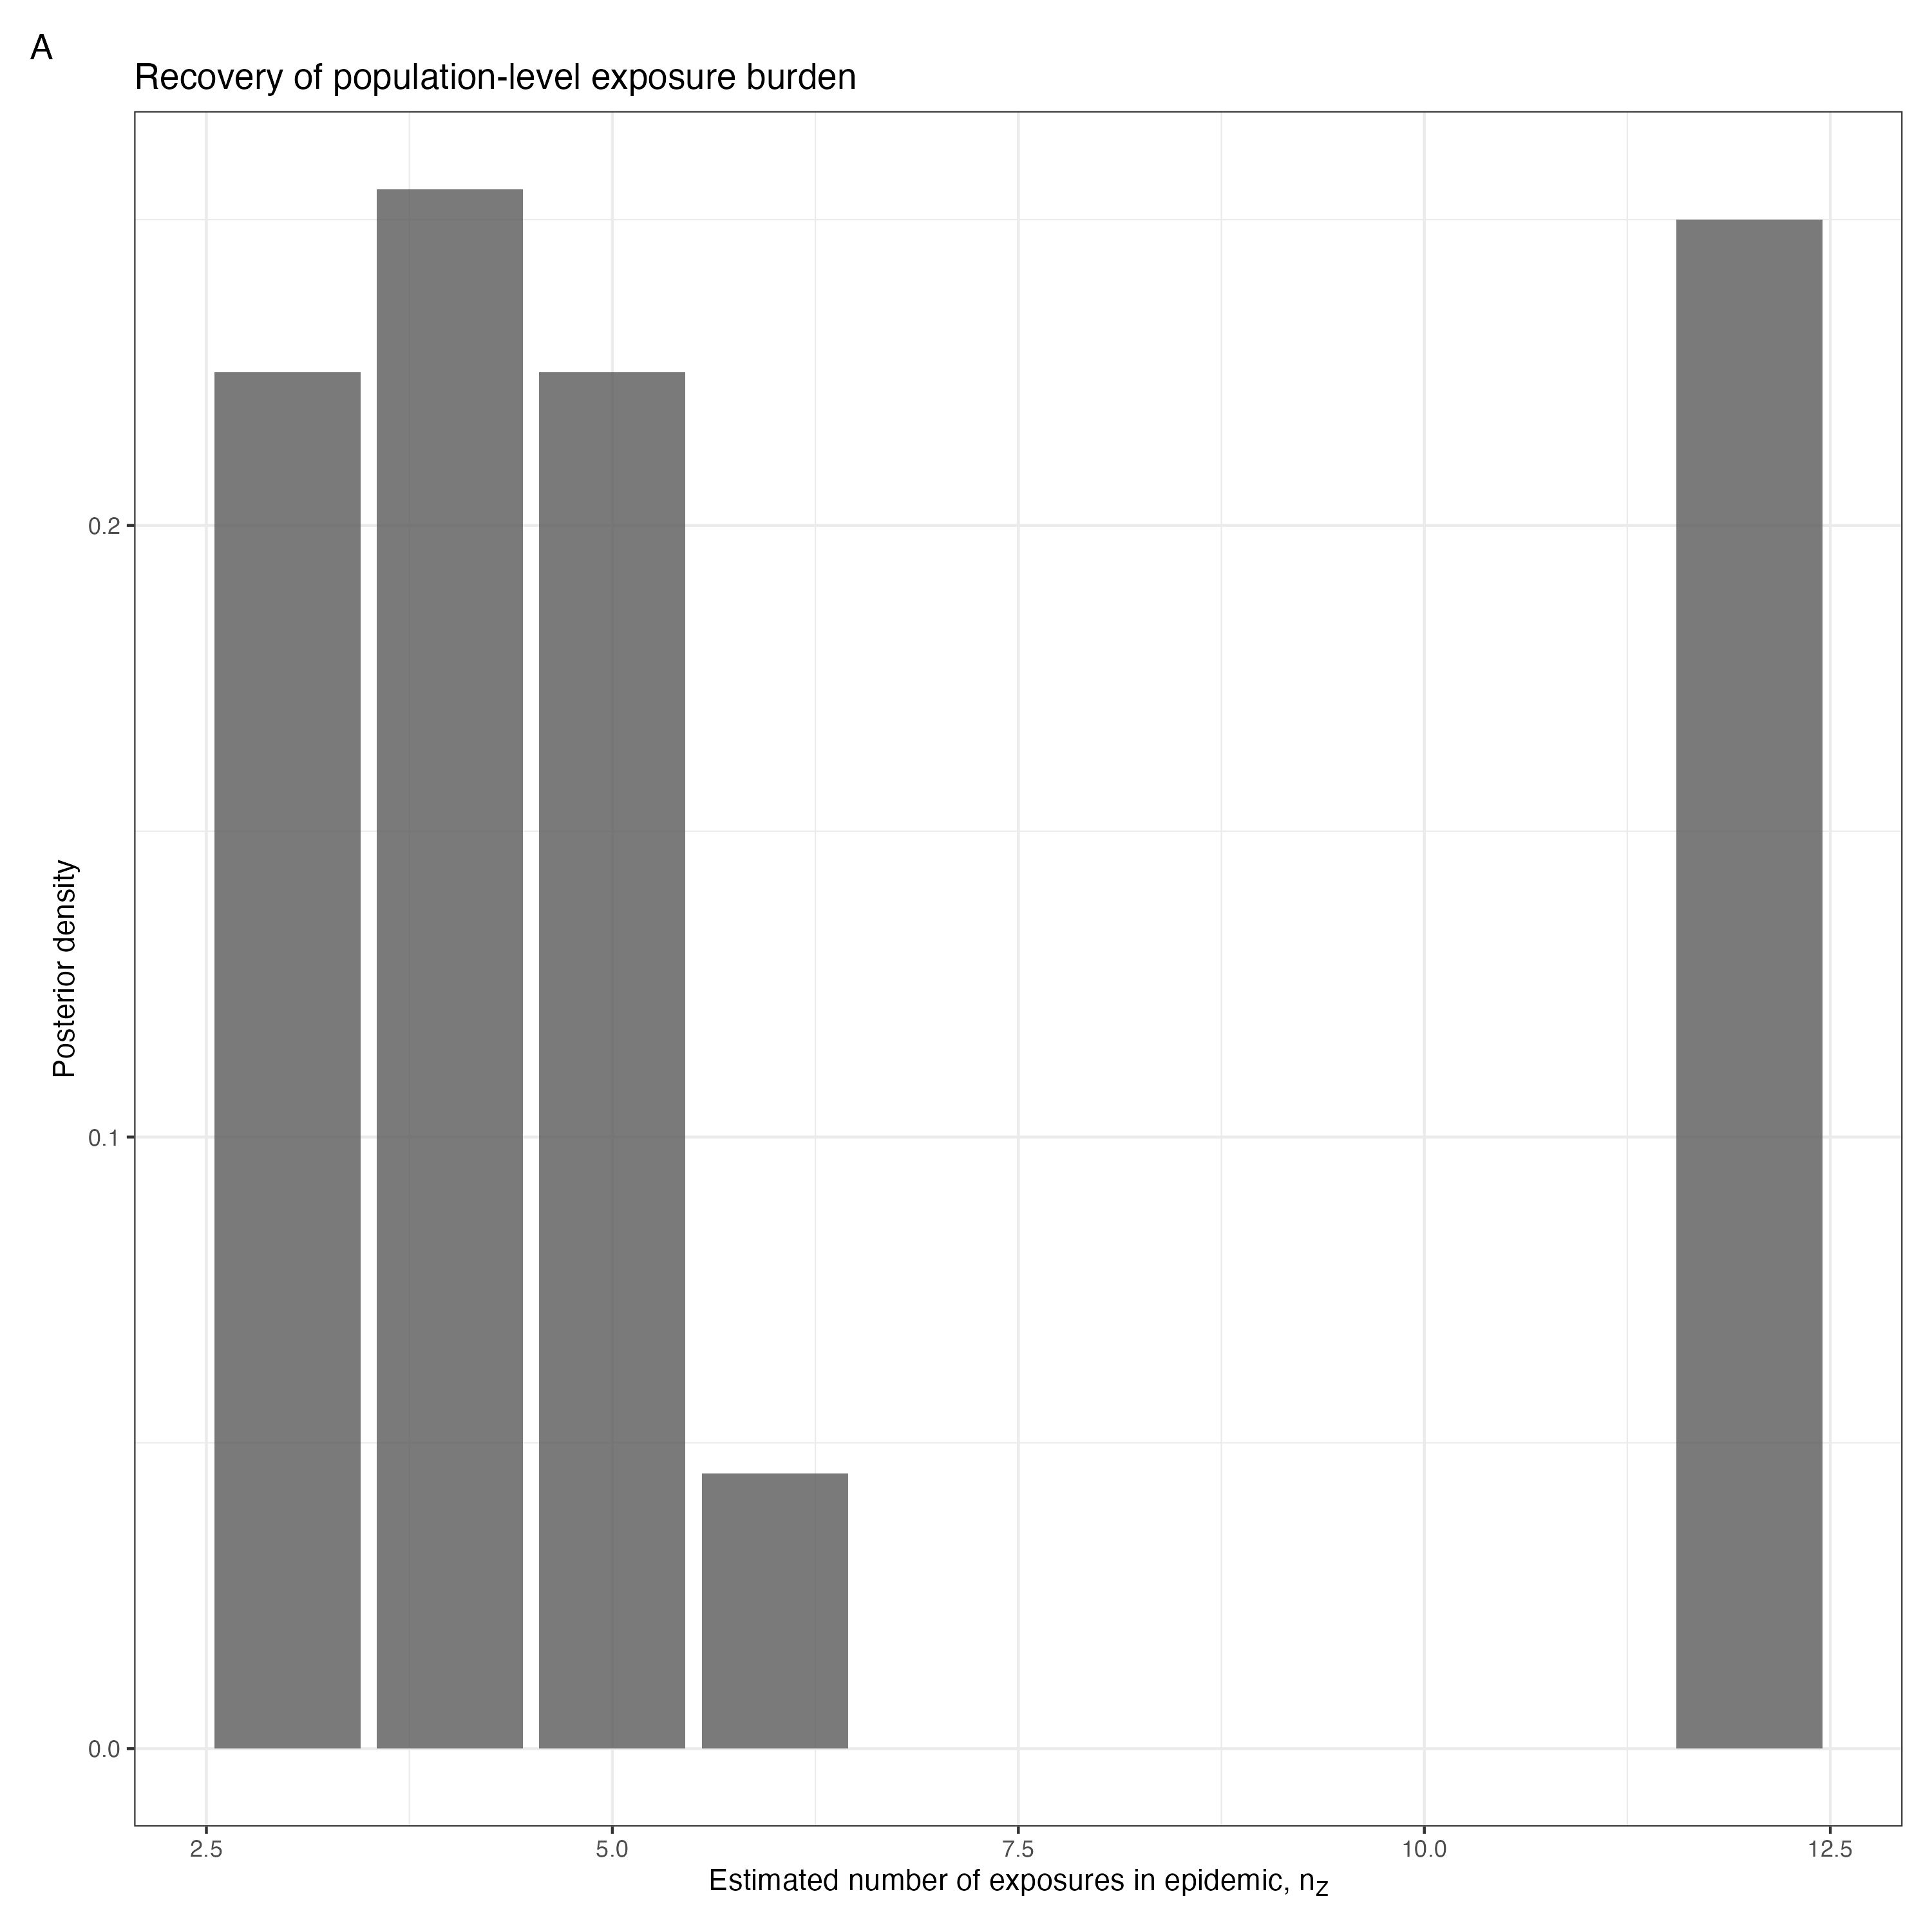 A
Recovery of population-level exposure burden
Posterior density
0.2
0.1
0.0
2.5 5.0 7.5 10.0 12.5
Estimated number of exposures in epidemic, nZ